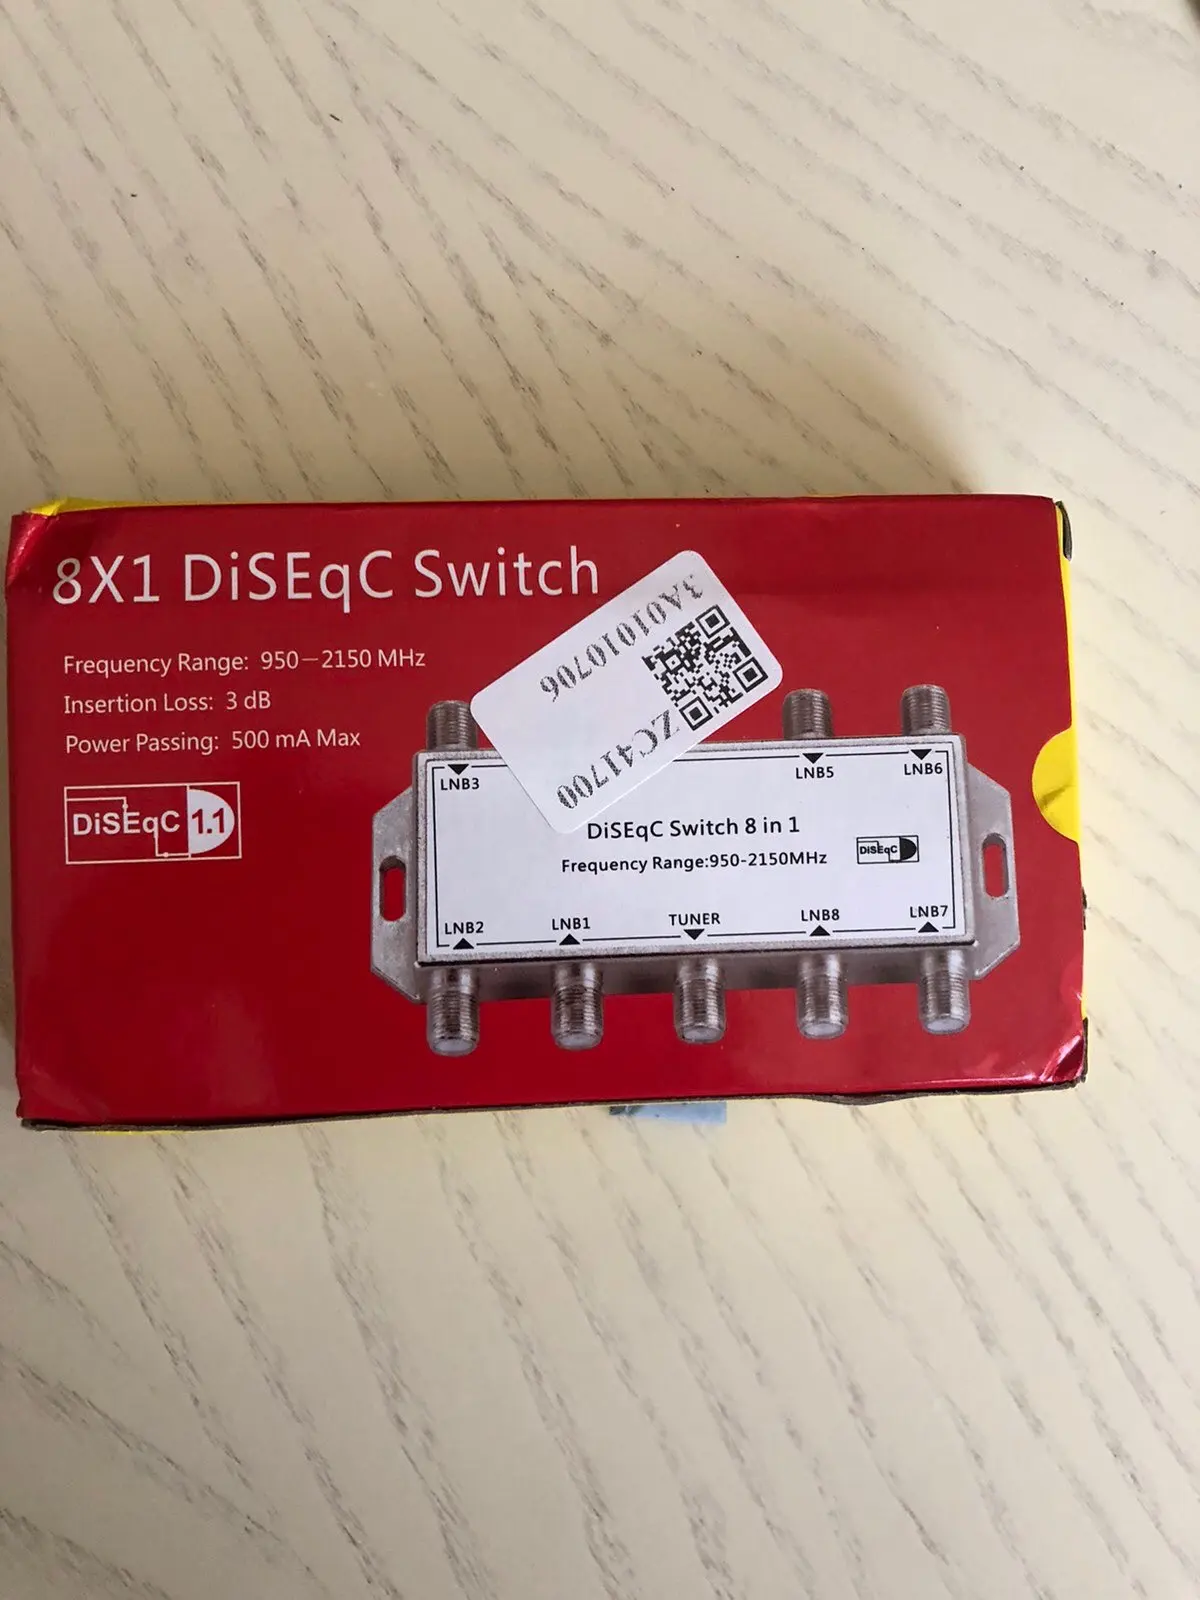 8X1 DiSEqC Switch
Frequency Range: 950—2150 MHz
Insertion Loss: 3 dB
Power Passing: 500 mA Max
DiSEqC 1.1
3A01010706
ZC41700
LNB3
LNB5
LNB6
DiSEqC Switch 8 in 1
Frequency Range:950-2150MHz
DiSEqC
LNB2
LNB1
TUNER
LNB8
LNB7